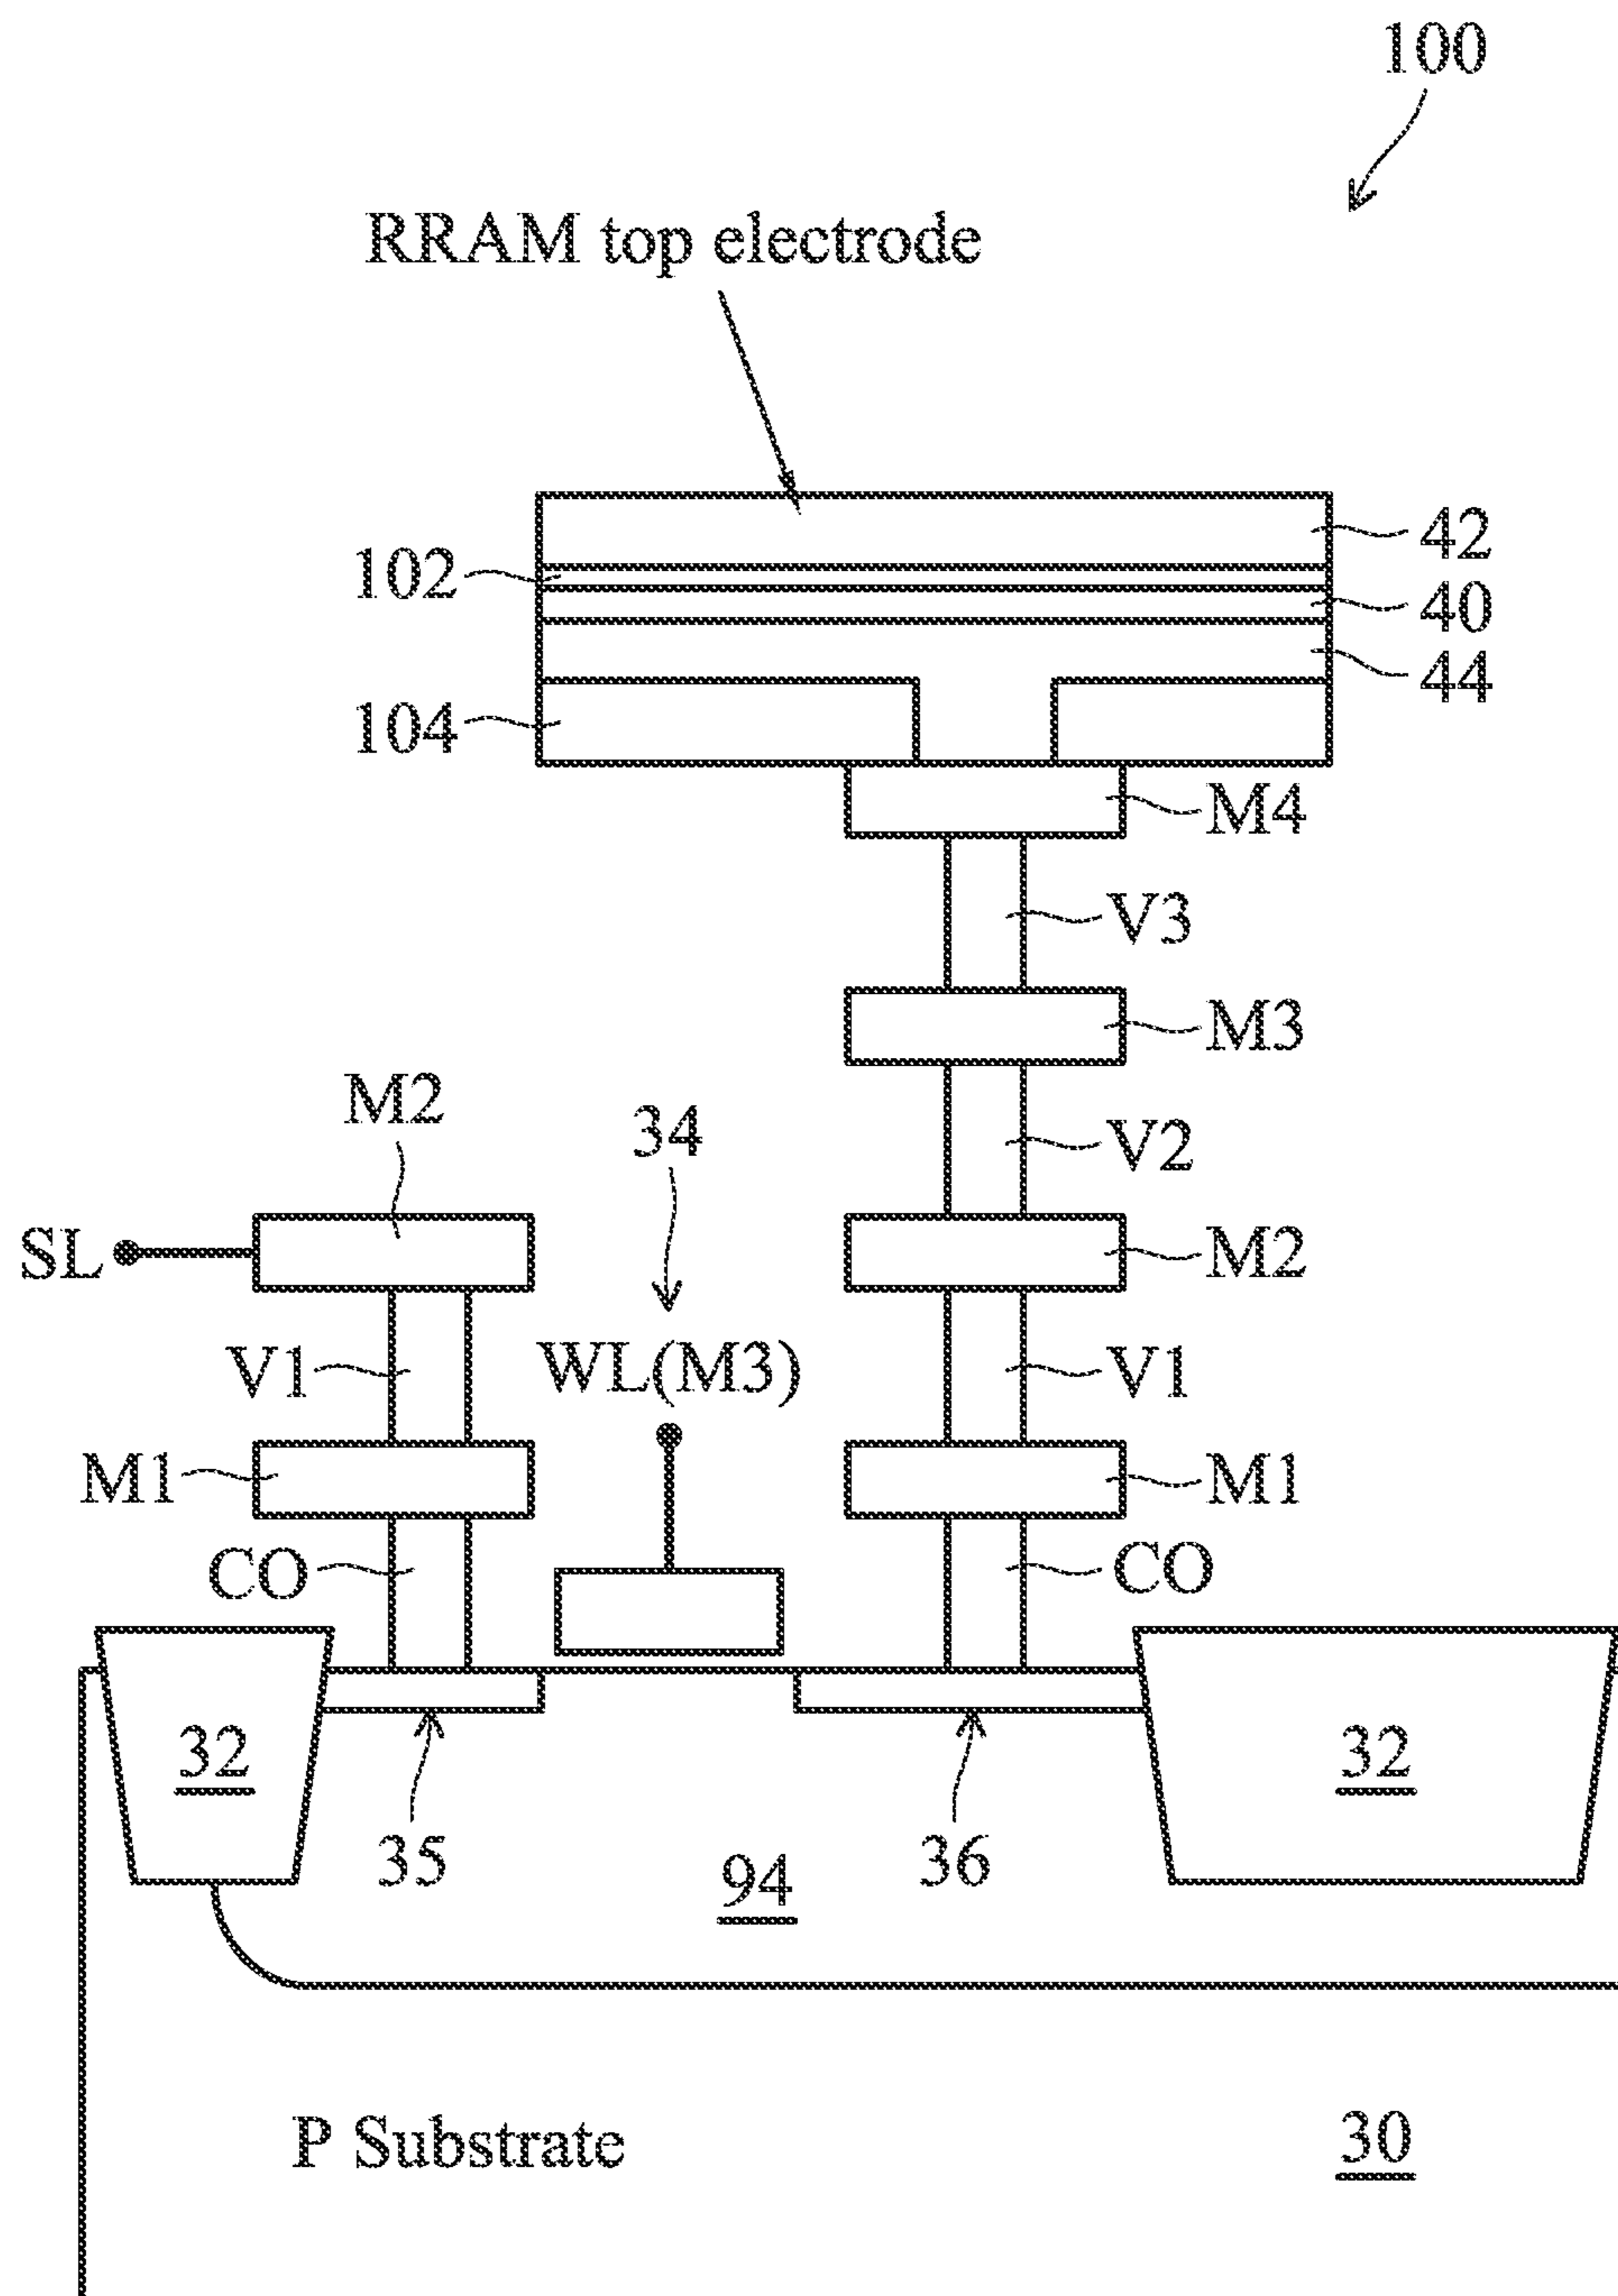 100
RRAM top electrode
42
102
40
44
104
M4
V3
M3
M2
34
V2
SL
M2
V1
WL(M3)
V1
M1
M1
CO
CO
32
32
35
36
94
P Substrate
30